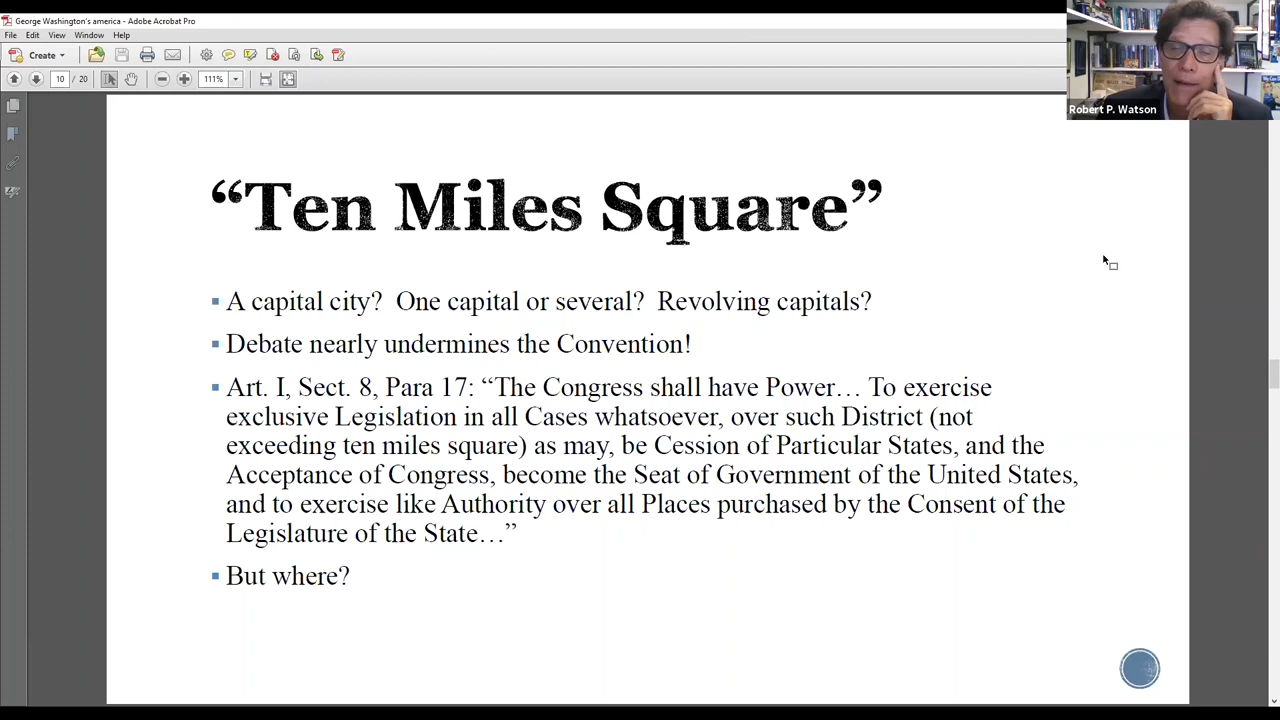 George Washington's america - Adobe Acrobat Pro
File Edit View Window Help
Create
10 / 20 111%
Robert P. Watson
“Ten Miles Square”
▪ A capital city? One capital or several? Revolving capitals?
▪ Debate nearly undermines the Convention!
▪ Art. I, Sect. 8, Para 17: “The Congress shall have Power… To exercise
exclusive Legislation in all Cases whatsoever, over such District (not
exceeding ten miles square) as may, be Cession of Particular States, and the
Acceptance of Congress, become the Seat of Government of the United States,
and to exercise like Authority over all Places purchased by the Consent of the
Legislature of the State…”
▪ But where?